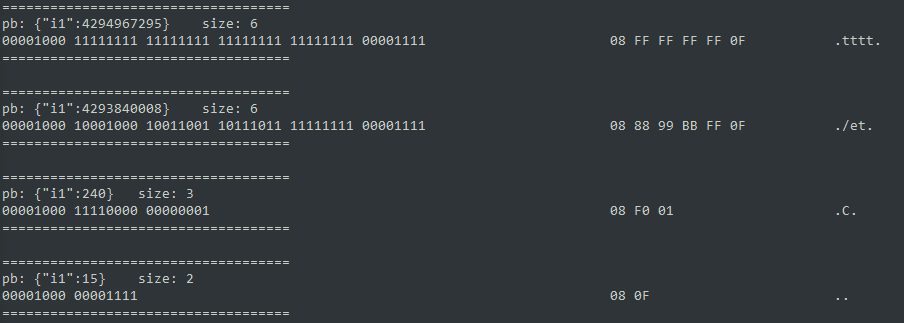 ====================================
pb: {"i1":4294967295}    size: 6
00001000 11111111 11111111 11111111 11111111 00001111                       08 FF FF FF FF 0F           .tttt.
====================================
====================================
pb: {"i1":4293840008}    size: 6
00001000 10001000 10011001 10111011 11111111 00001111                       08 88 99 BB FF 0F           ./et.
====================================
====================================
pb: {"i1":240}   size: 3
00001000 11110000 00000001                                                  08 F0 01                    .C.
====================================
====================================
pb: {"i1":15}    size: 2
00001000 00001111                                                           08 0F                       ..
====================================